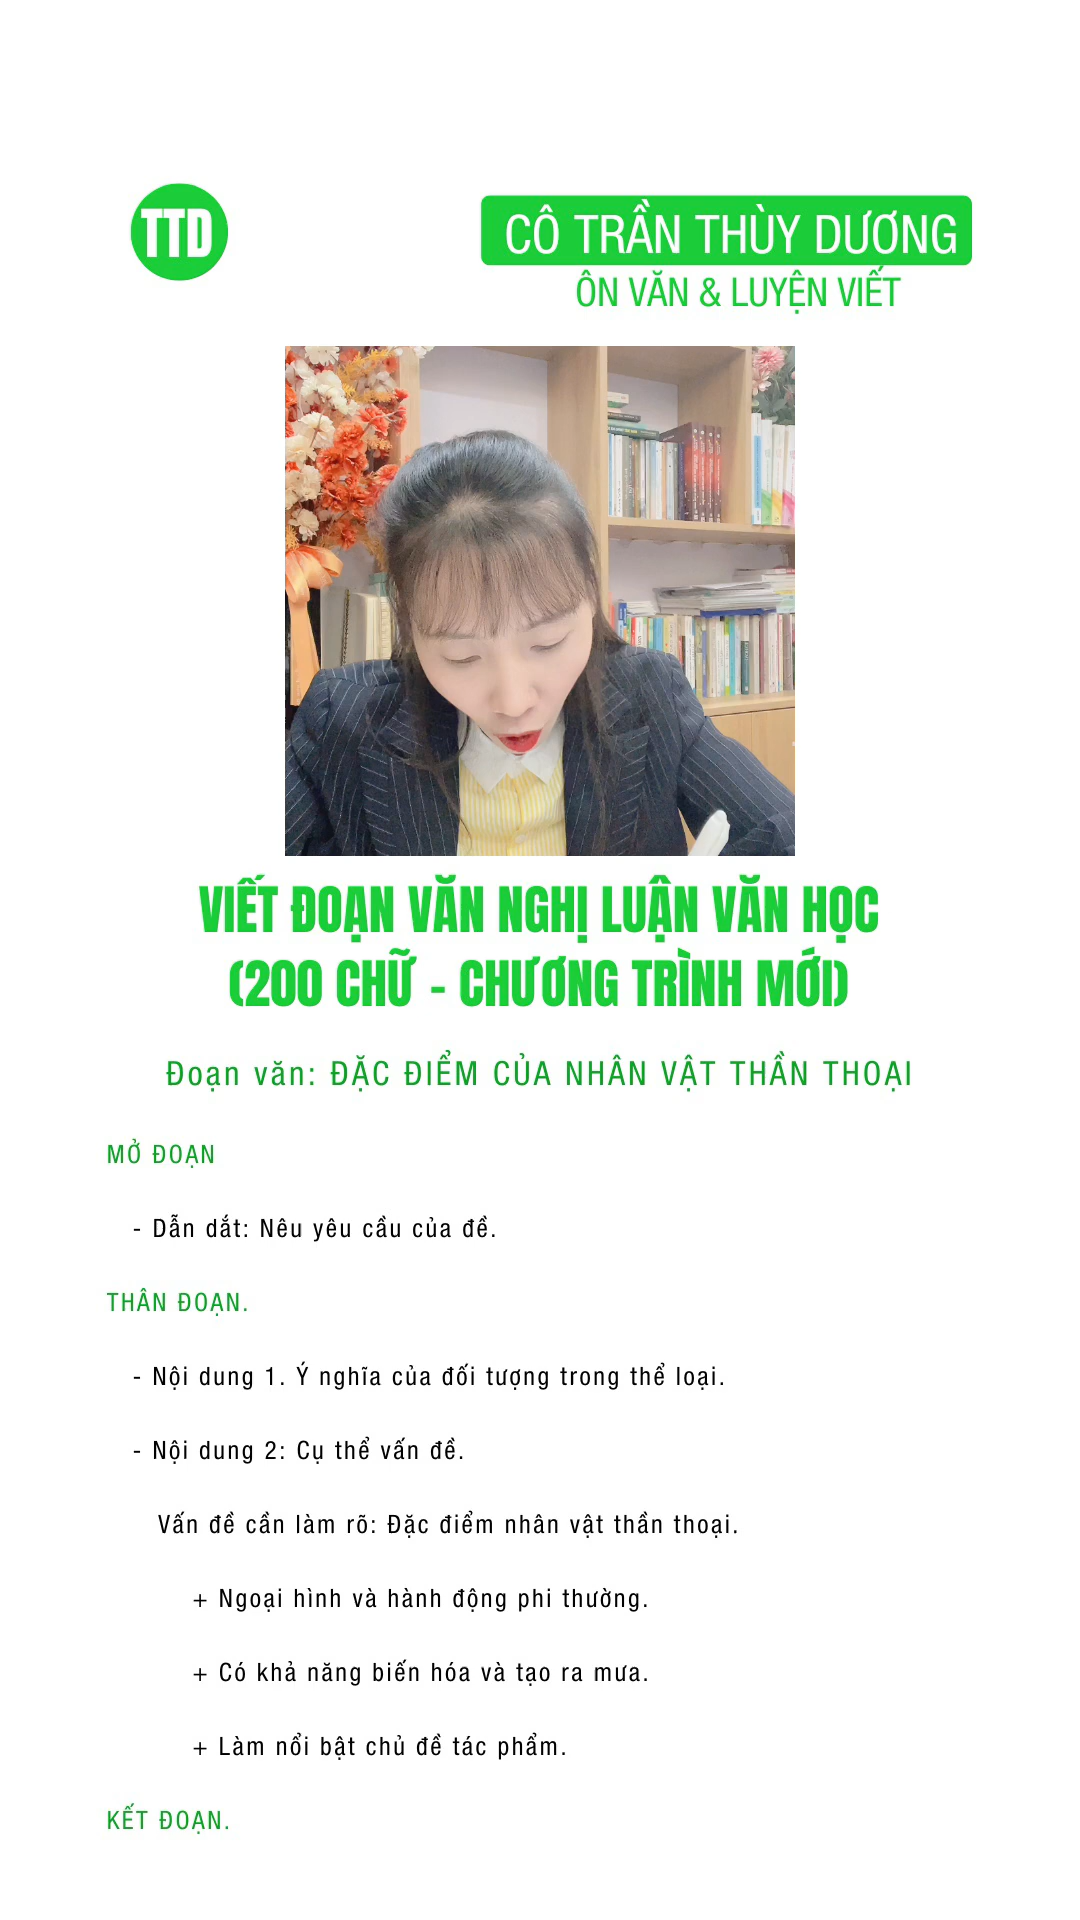 TTD
CÔ TRẦN THÙY DƯƠNG
ÔN VĂN & LUYỆN VIẾT
VIẾT ĐOẠN VĂN NGHỊ LUẬN VĂN HỌC
(200 CHỮ - CHƯƠNG TRÌNH MỚI)
Đoạn văn: ĐẶC ĐIỂM CỦA NHÂN VẬT THẦN THOẠI
MỞ ĐOẠN
- Dẫn dắt: Nêu yêu cầu của đề.
THÂN ĐOẠN.
- Nội dung 1. Ý nghĩa của đối tượng trong thể loại.
- Nội dung 2: Cụ thể vấn đề.
Vấn đề cần làm rõ: Đặc điểm nhân vật thần thoại.
+ Ngoại hình và hành động phi thường.
+ Có khả năng biến hóa và tạo ra mưa.
+ Làm nổi bật chủ đề tác phẩm.
KẾT ĐOẠN.